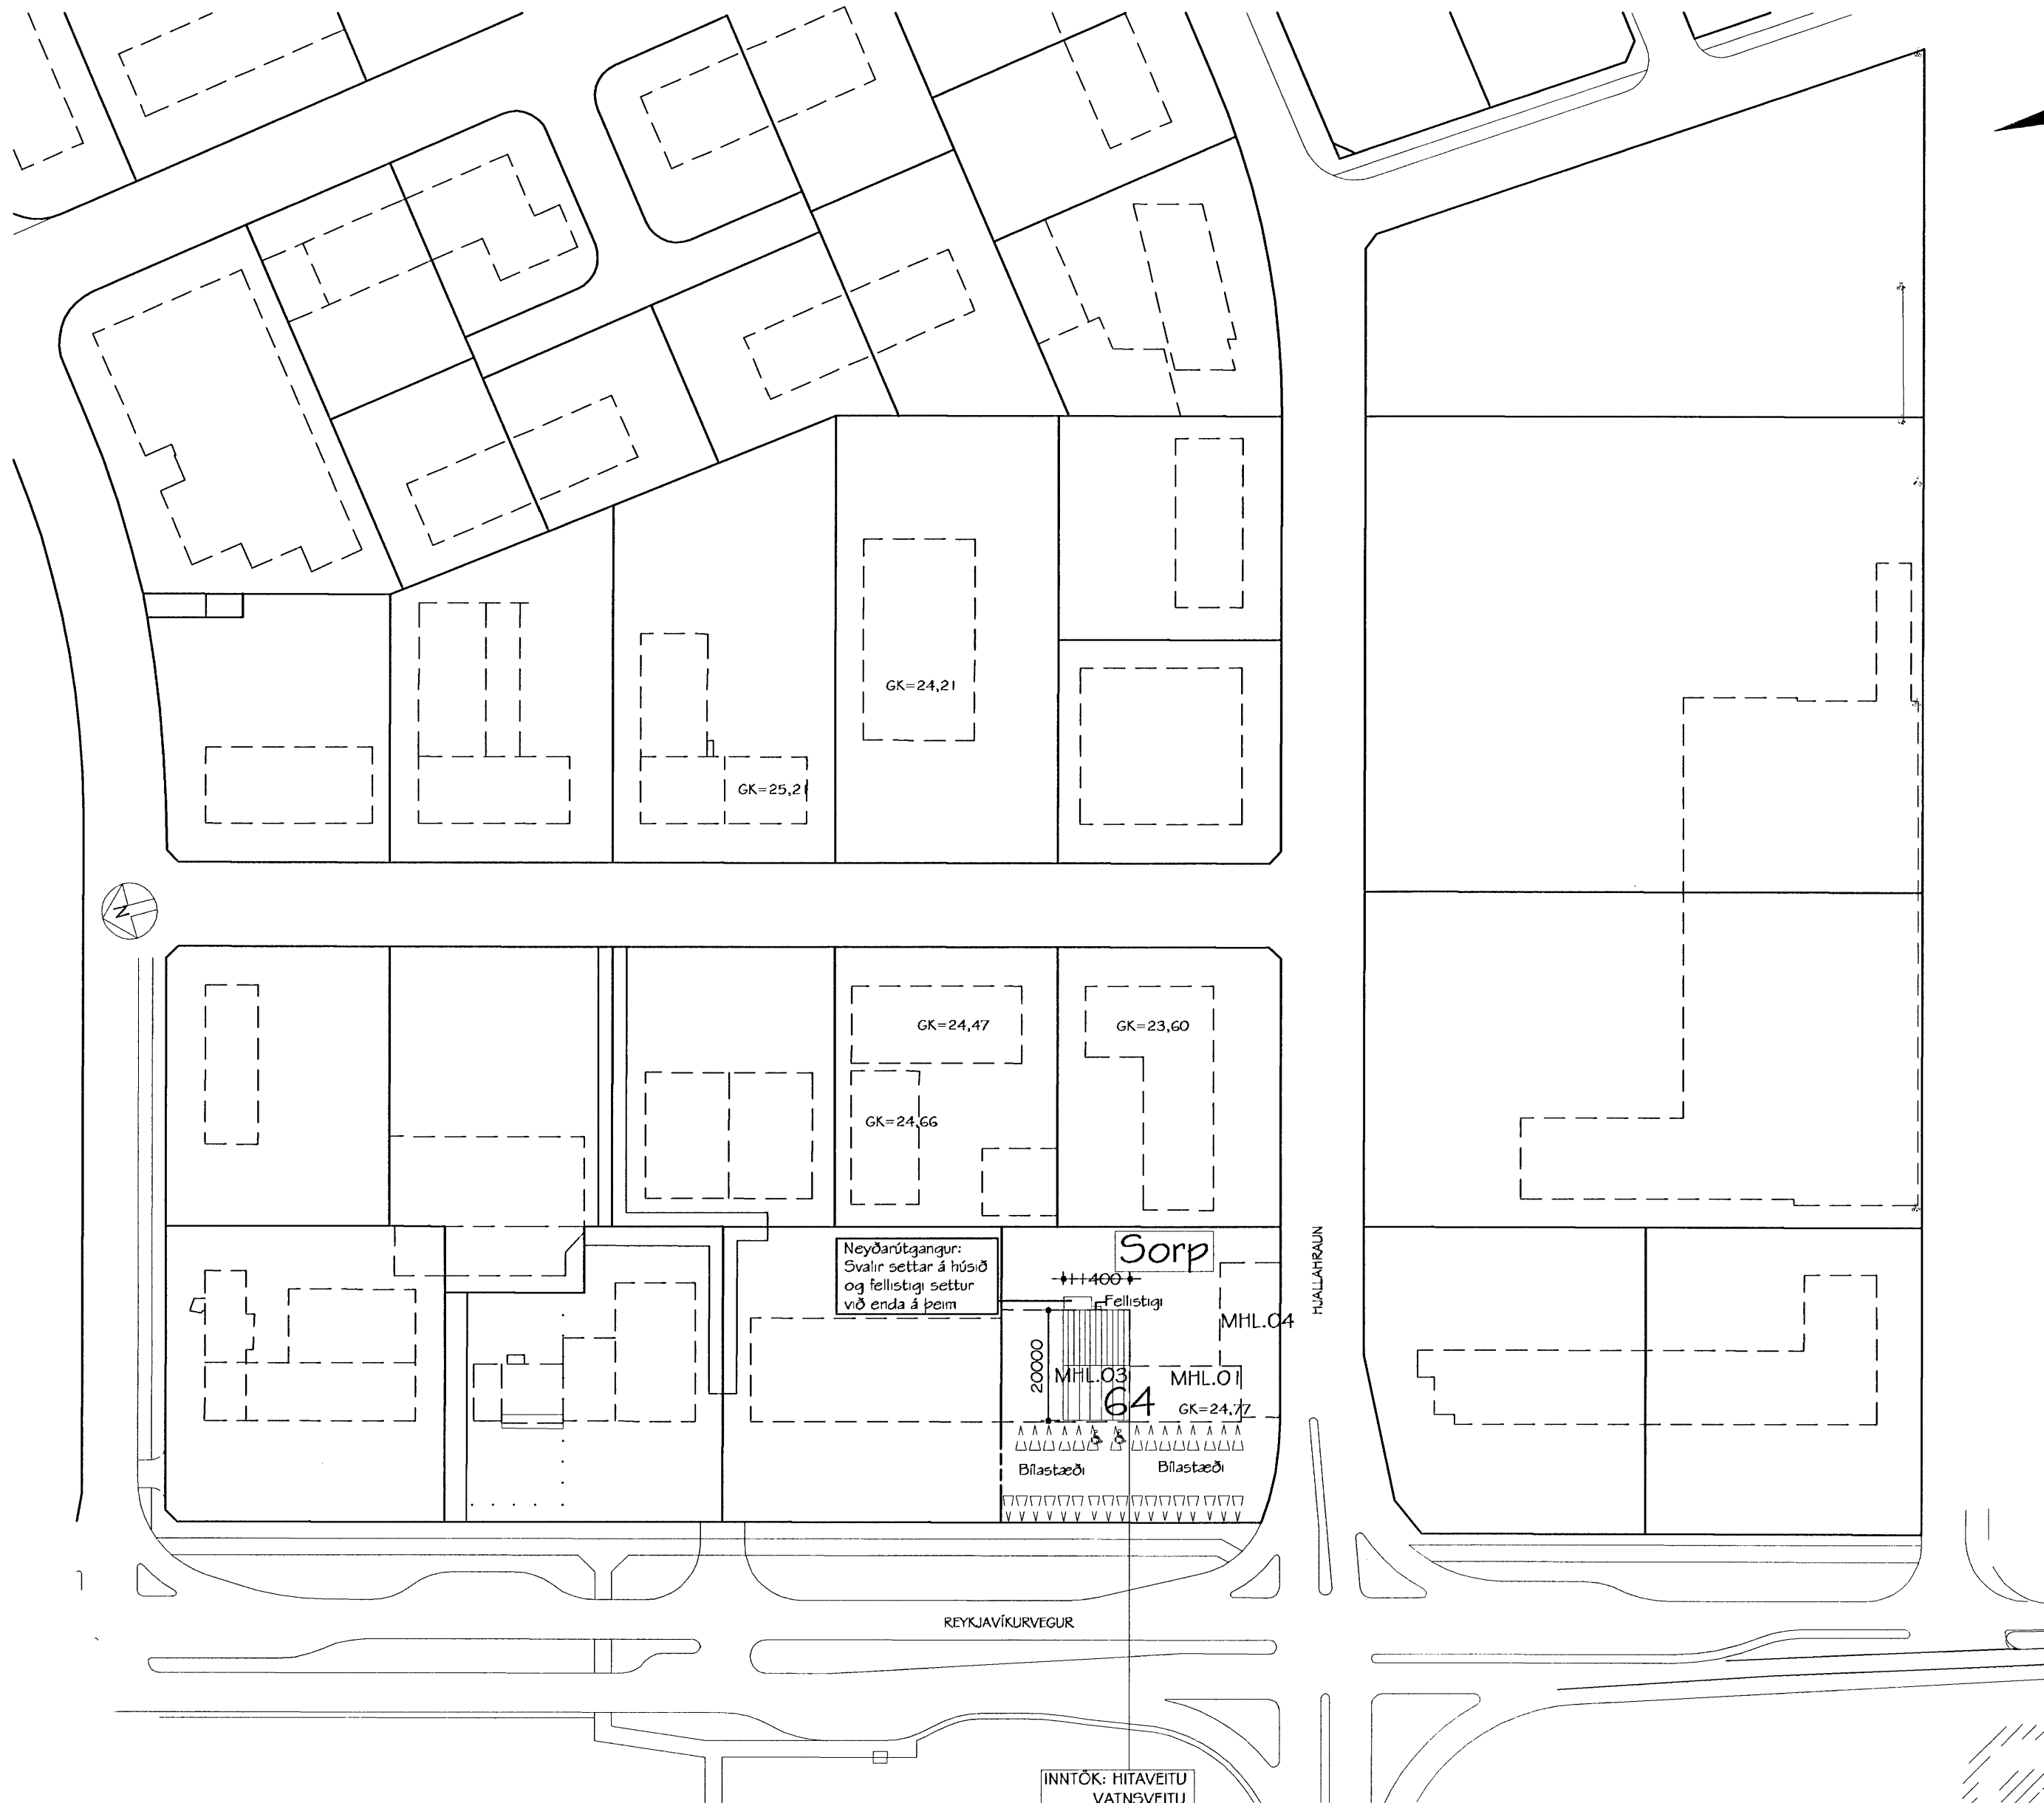 GK=24,21
GK=25,21
N
GK=24,47
GK=23,60
GK=24,66
Neyðarútgangur:
Svalir settar á húsið
og fellistigi settur
við enda á þeim
Sorp
11400
Fellistigi
HJALLAHRAUN
MHL.04
20000
MHL.03
MHL.01
64
GK=24,77
Bílastæði
Bílastæði
REYKJAVÍKURVEGUR
INNTÖK: HITAVEITU
VATNSVEITU